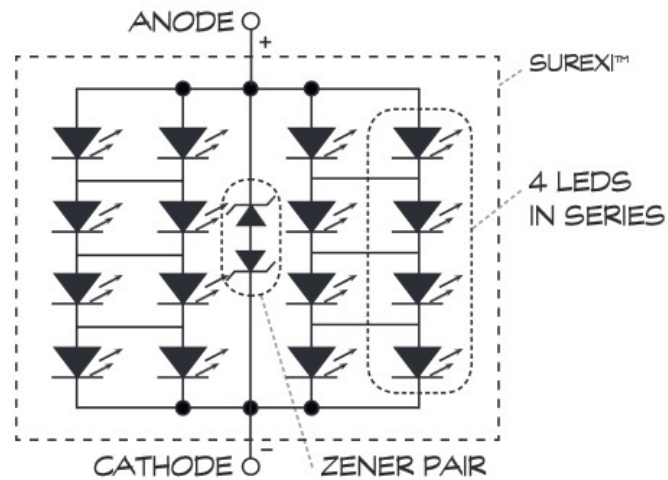 ANODE
+
SUREXI™
4 LEDS
IN SERIES
–
CATHODE
ZENER PAIR